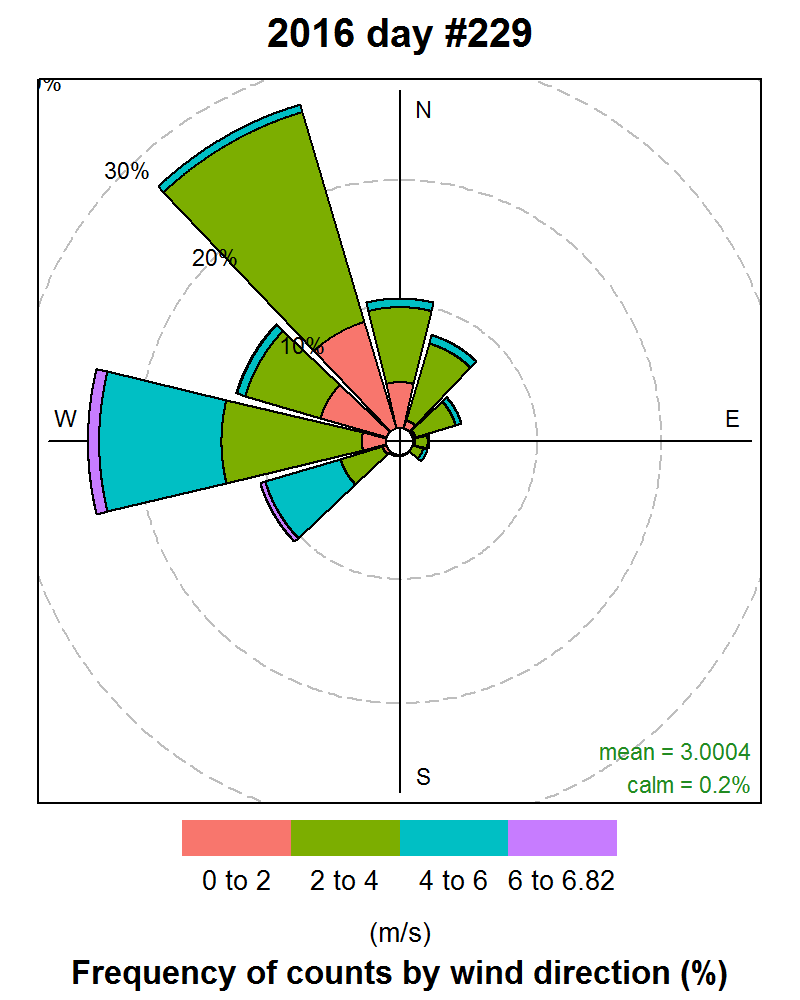 2016 day #229
%
N
30%
20%
10%
W
E
S
mean = 3.0004
calm = 0.2%
0 to 2 2 to 4 4 to 6 6 to 6.82
(m/s)
Frequency of counts by wind direction (%)